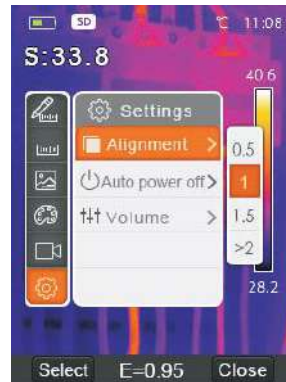 SD ℃ 11:08
S:33.8
40.6
Settings
Alignment > 0.5
Auto power off > 1
Volume > 1.5
>2
28.2
Select E=0.95 Close